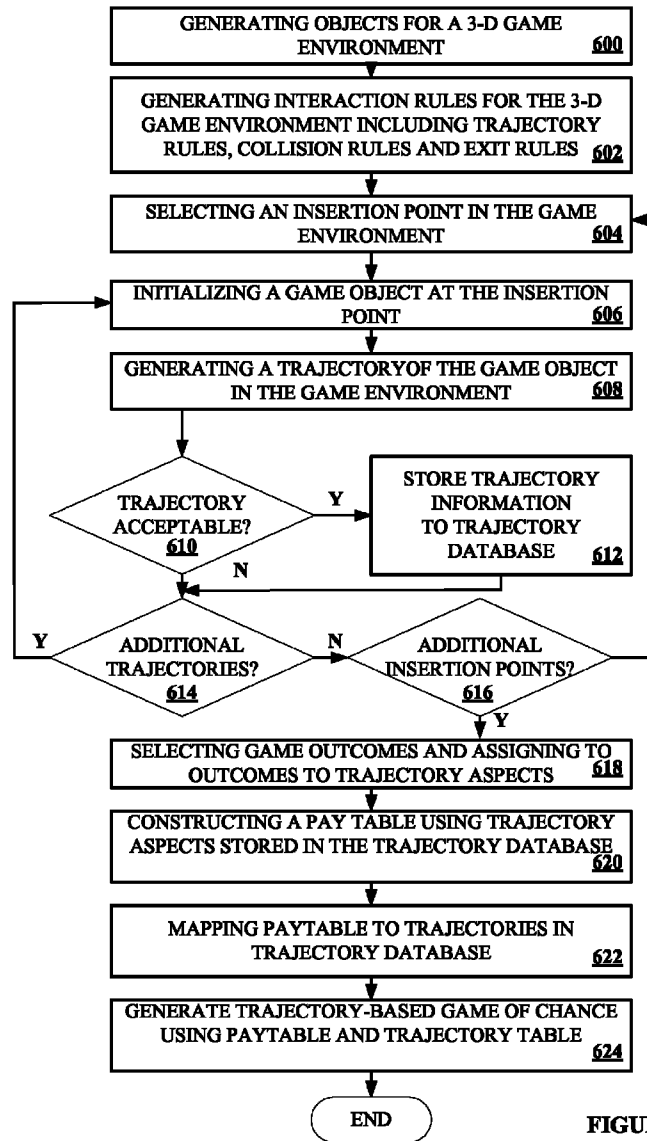 GENERATING OBJECTS FOR A 3-D GAME
ENVIRONMENT
600
GENERATING INTERACTION RULES FOR THE 3-D
GAME ENVIRONMENT INCLUDING TRAJECTORY
RULES, COLLISION RULES AND EXIT RULES
602
SELECTING AN INSERTION POINT IN THE GAME
ENVIRONMENT
604
INITIALIZING A GAME OBJECT AT THE INSERTION
POINT
606
GENERATING A TRAJECTORYOF THE GAME OBJECT
IN THE GAME ENVIRONMENT
608
TRAJECTORY
ACCEPTABLE?
610
Y
STORE TRAJECTORY
INFORMATION
TO TRAJECTORY
DATABASE
612
N
Y
ADDITIONAL
TRAJECTORIES?
614
N
ADDITIONAL
INSERTION POINTS?
616
Y
SELECTING GAME OUTCOMES AND ASSIGNING TO
OUTCOMES TO TRAJECTORY ASPECTS
618
CONSTRUCTING A PAY TABLE USING TRAJECTORY
ASPECTS STORED IN THE TRAJECTORY DATABASE
620
MAPPING PAYTABLE TO TRAJECTORIES IN
TRAJECTORY DATABASE
622
GENERATE TRAJECTORY-BASED GAME OF CHANCE
USING PAYTABLE AND TRAJECTORY TABLE
624
END